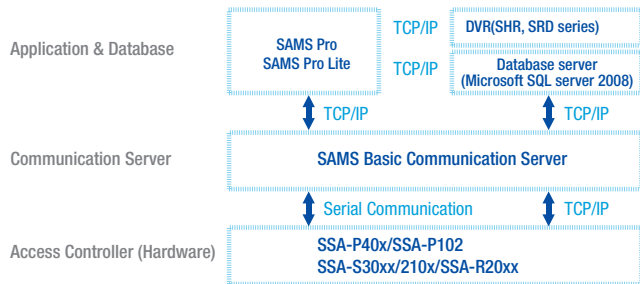 Application & Database
SAMS Pro
SAMS Pro Lite
TCP/IP
DVR(SHR, SRD series)
TCP/IP
Database server
(Microsoft SQL server 2008)
TCP/IP
TCP/IP
Communication Server
SAMS Basic Communication Server
Serial Communication
TCP/IP
Access Controller (Hardware)
SSA-P40x/SSA-P102
SSA-S30xx/210x/SSA-R20xx